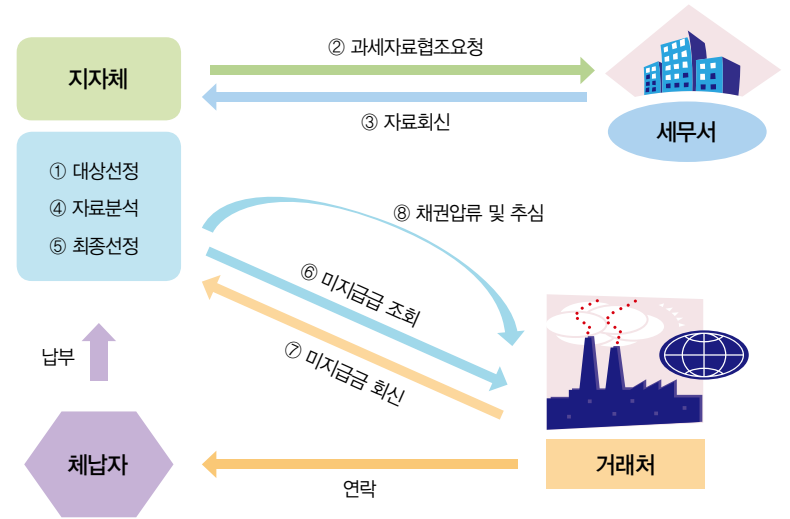 지자체
② 과세자료협조요청
③ 자료회신
세무서
① 대상선정
④ 자료분석
⑤ 최종선정
⑧ 채권압류 및 추심
⑥ 미지급급 조회
⑦ 미지급금 회신
납부
체납자
연락
거래처